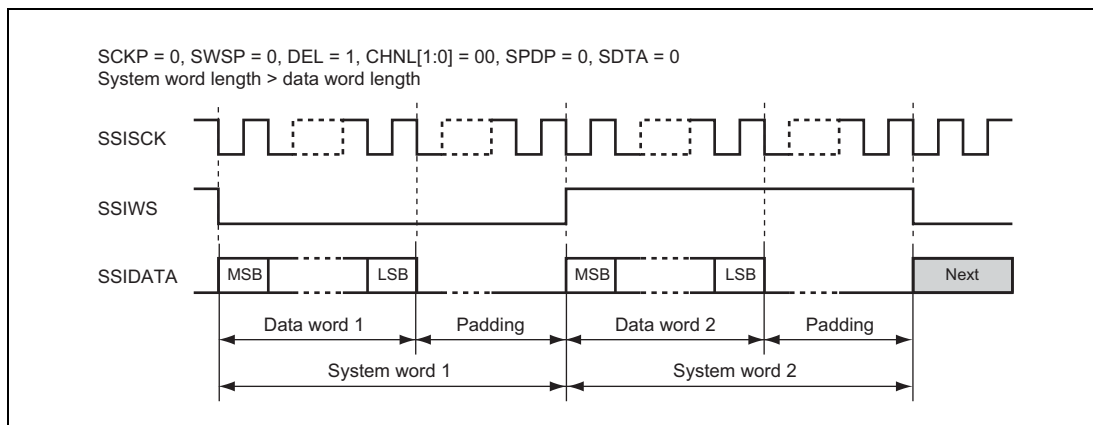 SCKP = 0, SWSP = 0, DEL = 1, CHNL[1:0] = 00, SPDP = 0, SDTA = 0
System word length > data word length
SSISCK
SSIWS
SSIDATA
MSB
LSB
MSB
LSB
Next
Data word 1
Padding
Data word 2
Padding
System word 1
System word 2